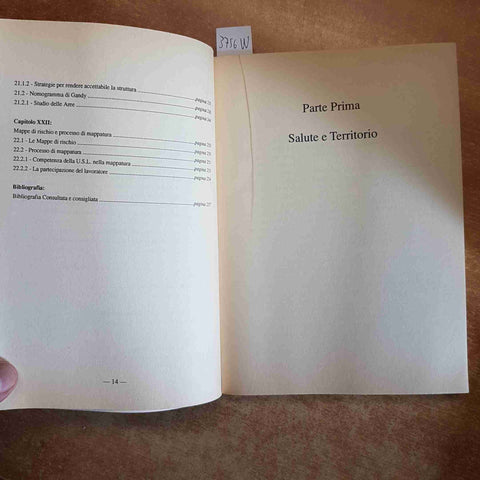 3756 W
21.1.2 - Strategie per rendere accettabile la struttura
21.2 - Nomogramma di Gandy
21.2.1 - Studio delle Aree
Capitolo XXII:
Mappe di rischio e processo di mappatura
22.1 - Le Mappe di rischio
22.2 - Processo di mappatura
22.2.1 - Competenza della U.S.L. nella mappatura
22.2.2 - La partecipazione del lavoratore
Bibliografia:
Bibliografia Consultata e consigliata
— 14 —
Parte Prima
Salute e Territorio